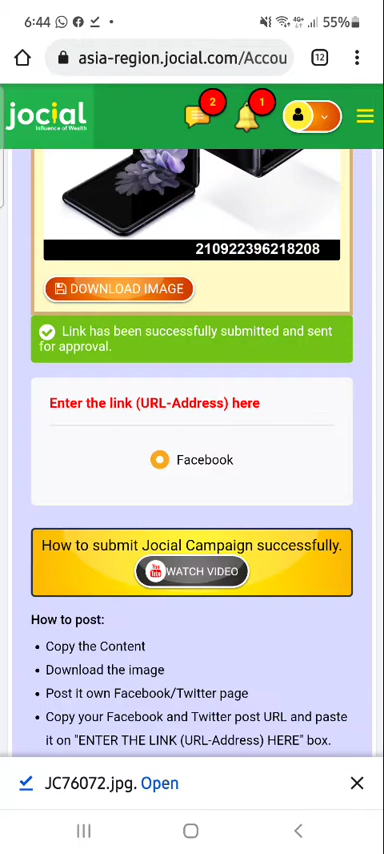 6:44
4G+
55%
asia-region.jocial.com/Accou
12
jocial
Influence of Wealth
2
1
210922396218208
DOWNLOAD IMAGE
Link has been successfully submitted and sent
for approval.
Enter the link (URL-Address) here
Facebook
How to submit Jocial Campaign successfully.
WATCH VIDEO
How to post:
• Copy the Content
• Download the image
• Post it own Facebook/Twitter page
• Copy your Facebook and Twitter post URL and paste
it on "ENTER THE LINK (URL-Address) HERE" box.
JC76072.jpg. Open